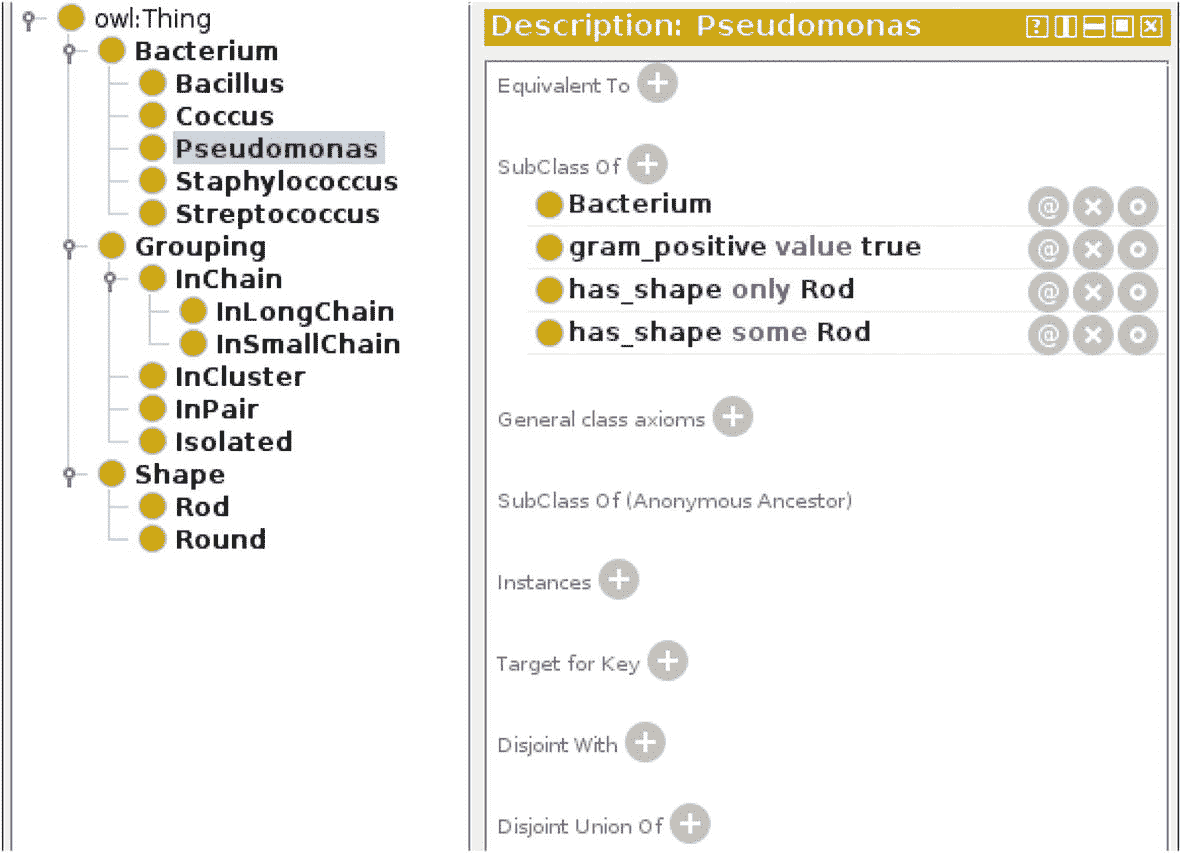 owl:Thing
Bacterium
Bacillus
Coccus
Pseudomonas
Staphylococcus
Streptococcus
Grouping
InChain
InLongChain
InSmallChain
InCluster
InPair
Isolated
Shape
Rod
Round
Description: Pseudomonas
Equivalent To
SubClass Of
Bacterium
gram_positive value true
has_shape only Rod
has_shape some Rod
General class axioms
SubClass Of (Anonymous Ancestor)
Instances
Target for Key
Disjoint With
Disjoint Union Of